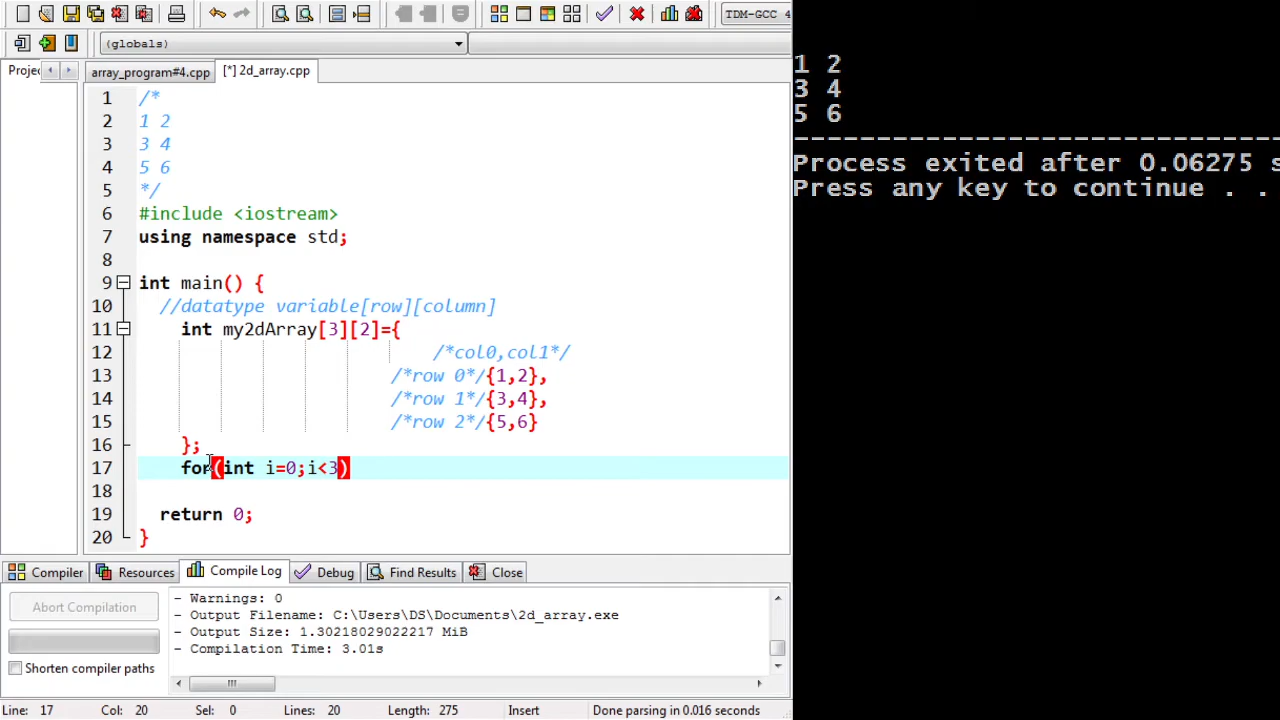 TDM-GCC 4
(globals)
Projec
array_program#4.cpp
[*] 2d_array.cpp
1 /*
2 1 2
3 3 4
4 5 6
5 */
6 #include <iostream>
7 using namespace std;
8
9 int main() {
10 //datatype variable[row][column]
11 int my2dArray[3][2]={
12 /*col0,col1*/
13 /*row 0*/{1,2},
14 /*row 1*/{3,4},
15 /*row 2*/{5,6}
16 };
17 for(int i=0;i<3)
18
19 return 0;
20 }
1 2
3 4
5 6
--------------------------------
Process exited after 0.06275 s
Press any key to continue . .
Compiler
Resources
Compile Log
Debug
Find Results
Close
Abort Compilation
Shorten compiler paths
- Warnings: 0
- Output Filename: C:\Users\DS\Documents\2d_array.exe
- Output Size: 1.30218029022217 MiB
- Compilation Time: 3.01s
Line: 17 Col: 20 Sel: 0 Lines: 20 Length: 275 Insert Done parsing in 0.016 seconds